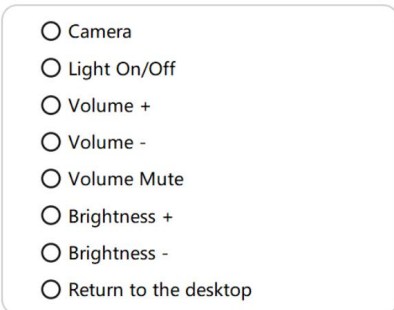 Camera
Light On/Off
Volume +
Volume -
Volume Mute
Brightness +
Brightness -
Return to the desktop